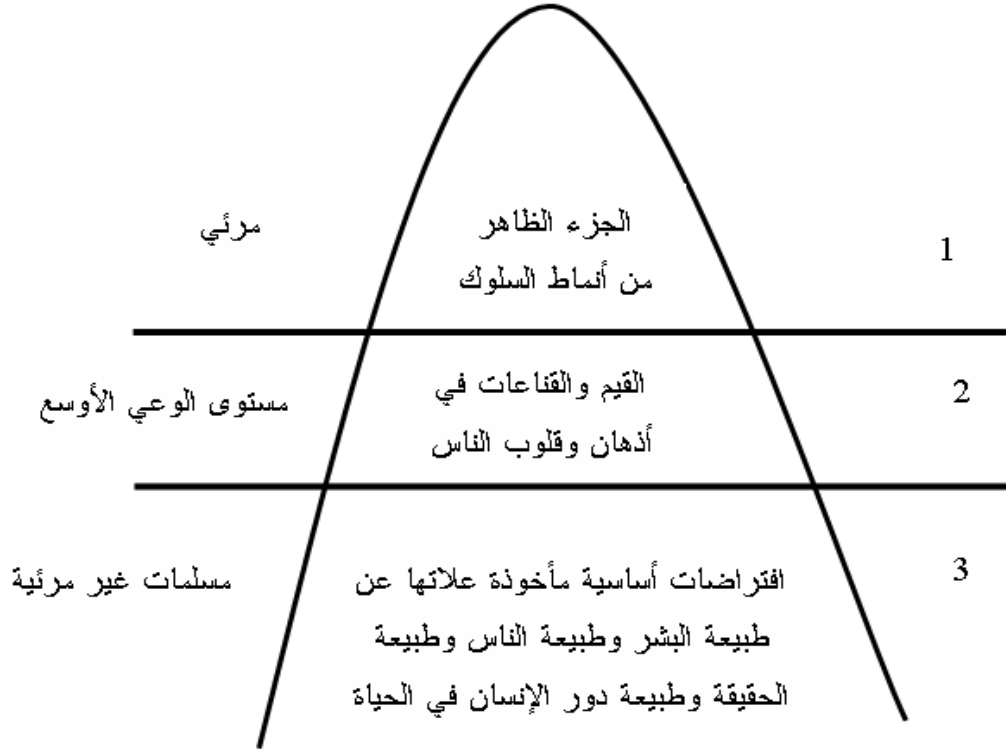 1
الجزء الظاهر
من أنماط السلوك
مرئي
2
القيم والقناعات في
أذهان وقلوب الناس
مستوى الوعي الأوسع
3
افتراضات أساسية مأخوذة علاتها عن
طبيعة البشر وطبيعة الناس وطبيعة
الحقيقة وطبيعة دور الإنسان في الحياة
مسلمات غير مرئية